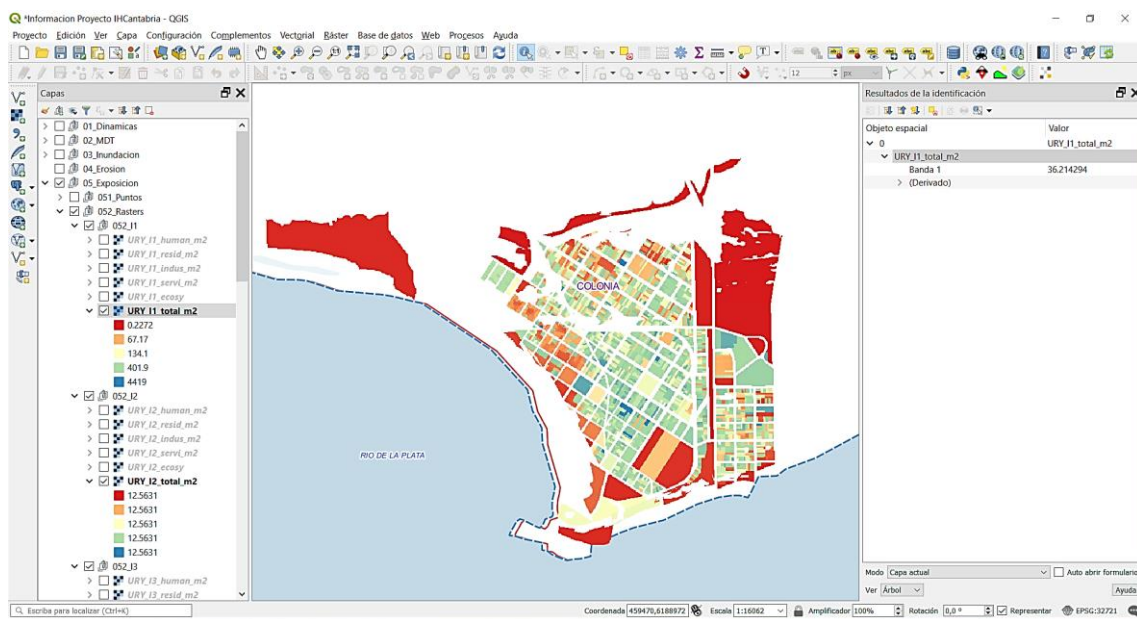 *Informacion Proyecto IHCantabria - QGIS
Proyecto Edición Ver Capa Configuración Complementos Vectorial Ráster Base de datos Web Procesos Ayuda
12 px
Capas
01_Dinamicas
02_MDT
03_Inundacion
04_Erosion
05_Exposicion
051_Puntos
052_Rasters
052_I1
URY_I1_human_m2
URY_I1_resid_m2
URY_I1_indus_m2
URY_I1_servi_m2
URY_I1_ecosy
URY_I1_total_m2
0.2272
67.17
134.1
401.9
4419
052_I2
URY_I2_human_m2
URY_I2_resid_m2
URY_I2_indus_m2
URY_I2_servi_m2
URY_I2_ecosy
URY_I2_total_m2
12.5631
12.5631
12.5631
12.5631
12.5631
052_I3
URY_I3_human_m2
URY_I3_resid_m2
COLONIA
RIO DE LA PLATA
Resultados de la identificación
Objeto espacial Valor
0 URY_I1_total_m2
URY_I1_total_m2
Banda 1 36.214294
(Derivado)
Modo Capa actual Auto abrir formulario
Ver Árbol Ayuda
Escriba para localizar (Ctrl+K) Coordenada 459470,6188972 Escala 1:16062 Amplificador 100% Rotación 0,0 ° Representar EPSG:32721